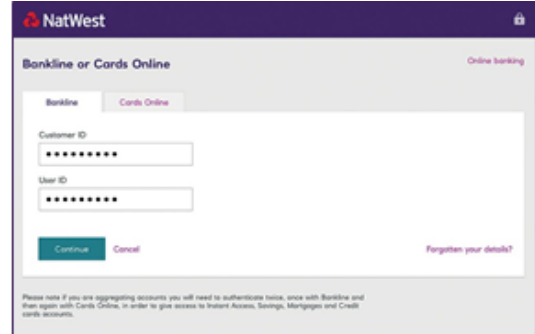 NatWest
Bankline or Cards Online
Online banking
Bankline
Cards Online
Customer ID
•••••••••
User ID
•••••••••
Continue
Cancel
Forgotten your details?
Please note if you are aggregating accounts you will need to authenticate twice, once with Bankline and
then again with Cards Online, in order to give access to Instant Access, Savings, Mortgages and Credit
cards accounts.